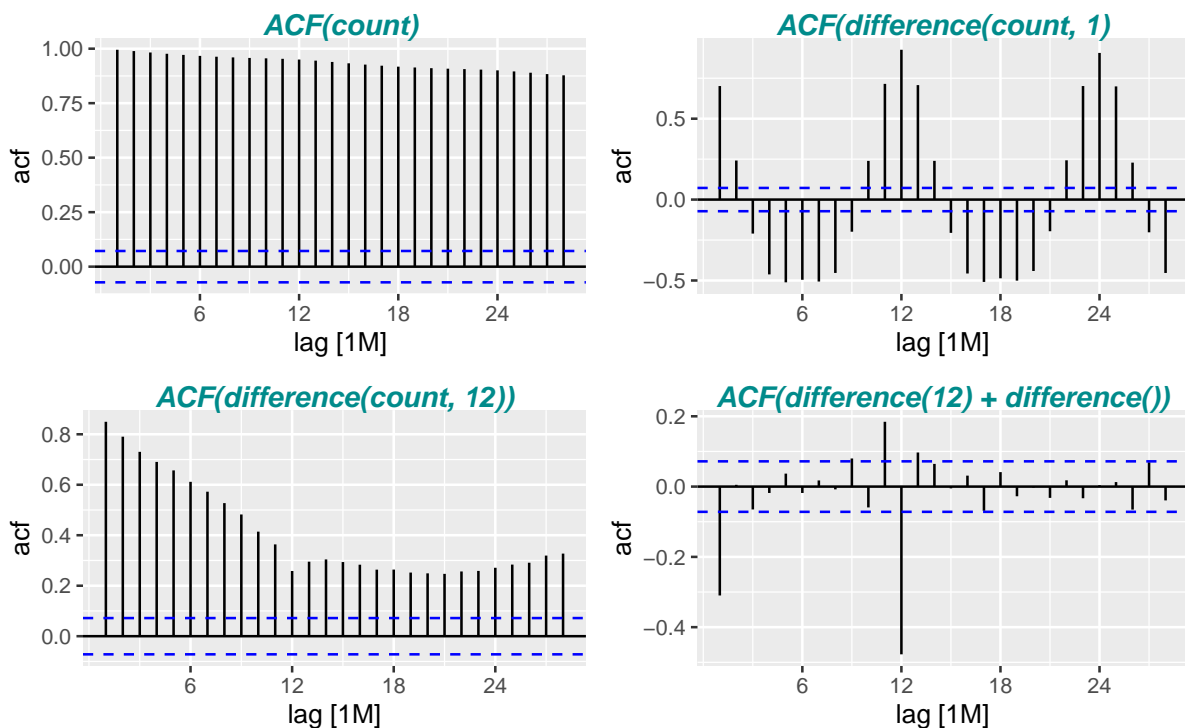 ACF(count)
1.00
0.75
0.50
0.25
0.00
acf
6 12 18 24
lag [1M]
ACF(difference(count, 1)
0.5
0.0
−0.5
acf
6 12 18 24
lag [1M]
ACF(difference(count, 12))
0.8
0.6
0.4
0.2
0.0
acf
6 12 18 24
lag [1M]
ACF(difference(12) + difference())
0.2
0.0
−0.2
−0.4
acf
6 12 18 24
lag [1M]